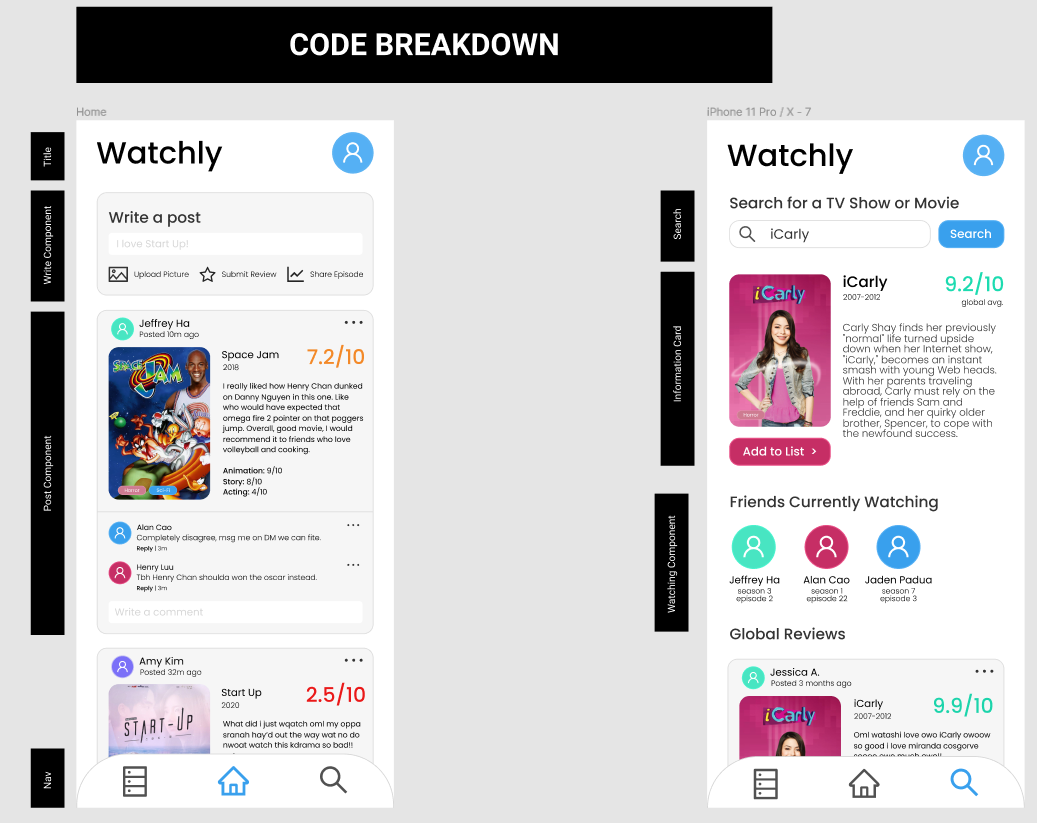 CODE BREAKDOWN
Home
Title
Write Component
Post Component
Nav
Watchly
Write a post
I love Start Up!
Upload Picture
Submit Review
Share Episode
Jeffrey Ha
Posted 10m ago
SPACE
JAM
Horror
Sci-Fi
Space Jam
7.2/10
2018
I really liked how Henry Chan dunked
on Danny Nguyen in this one. Like
who would have expected that
omega fire 2 pointer on that poggers
jump. Overall, good movie, I would
recommend it to friends who love
volleyball and cooking.
Animation: 9/10
Story: 8/10
Acting: 4/10
Alan Cao
Completely disagree, msg me on DM we can fite.
Reply | 3m
Henry Luu
Tbh Henry Chan shoulda won the oscar instead.
Reply | 3m
Write a comment
Amy Kim
Posted 32m ago
START-UP
Start Up
2.5/10
2020
What did i just wqatch oml my oppa
sranah hay'd out the way wat no do
nwoat watch this kdrama so bad!!
iPhone 11 Pro / X - 7
Search
Information Card
Watching Component
Watchly
Search for a TV Show or Movie
iCarly
Search
iCarly
Horror
iCarly
9.2/10
2007-2012
global avg.
Carly Shay finds her previously
"normal" life turned upside
down when her Internet show,
"iCarly," becomes an instant
smash with young Web heads.
With her parents traveling
abroad, Carly must rely on the
help of friends Sam and
Freddie, and her quirky older
brother, Spencer, to cope with
the newfound success.
Add to List >
Friends Currently Watching
Jeffrey Ha
season 3
episode 2
Alan Cao
season 1
episode 22
Jaden Padua
season 7
episode 3
Global Reviews
Jessica A.
Posted 3 months ago
iCarly
iCarly
9.9/10
2007-2012
Oml watashi love owo iCarly owoow
so good i love miranda cosgorve